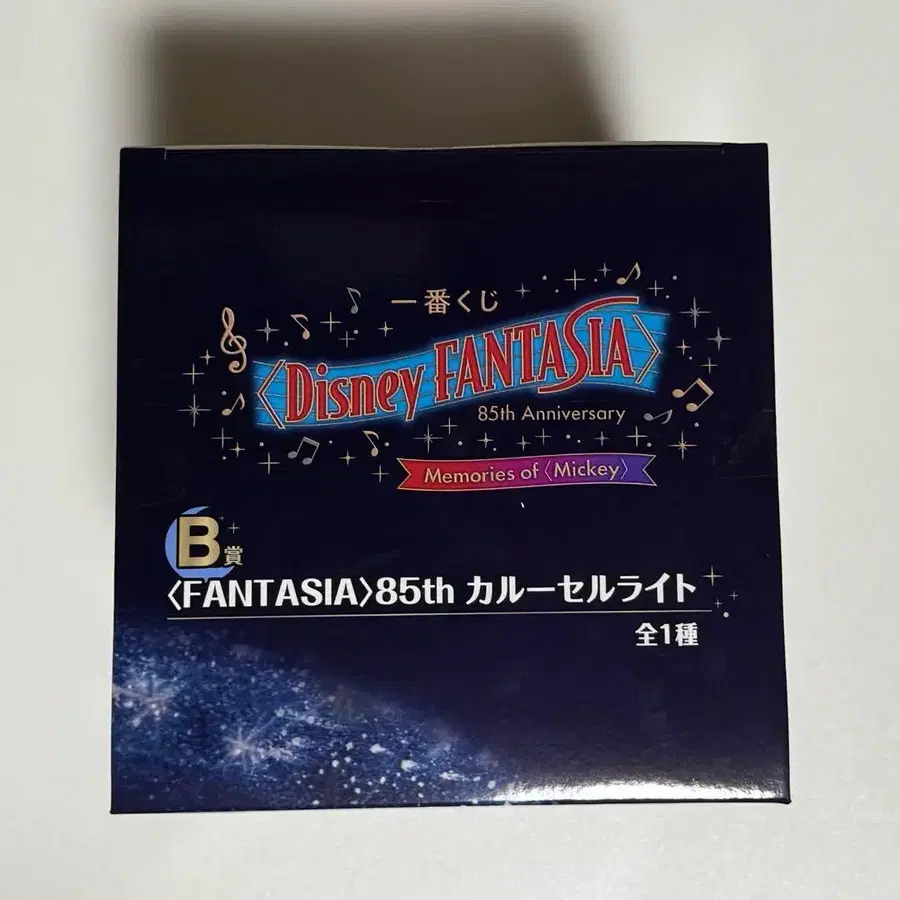 一番くじ
〈Disney FANTASIA〉
85th Anniversary
Memories of〈Mickey〉
B賞
〈FANTASIA〉85th カルーセルライト
全1種